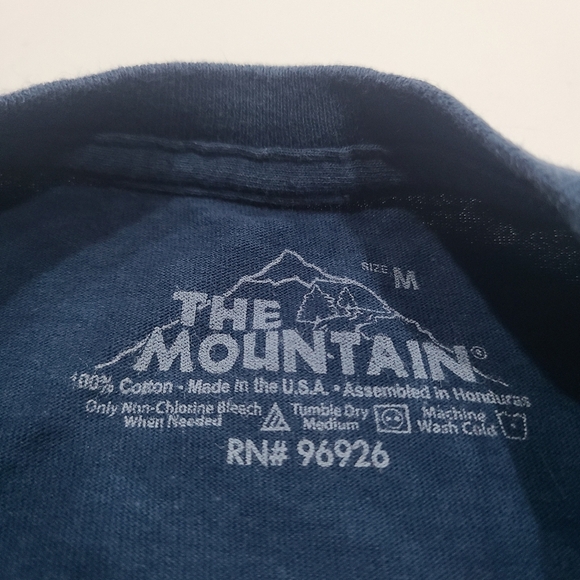 SIZE M
THE
MOUNTAIN®
100% Cotton • Made in the U.S.A. • Assembled in Honduras
Only Non-Chlorine Bleach When Needed
Tumble Dry Medium
Machine Wash Cold
RN# 96926